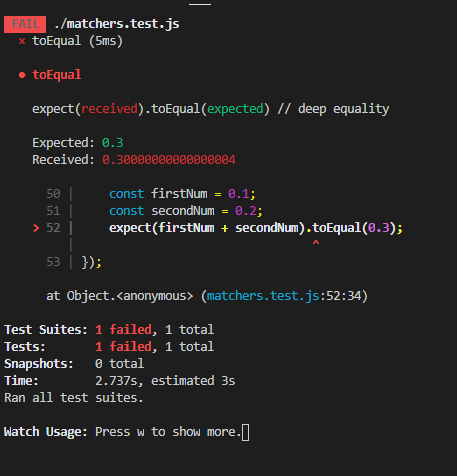 FAIL ./matchers.test.js
× toEqual (5ms)
● toEqual
expect(received).toEqual(expected) // deep equality
Expected: 0.3
Received: 0.30000000000000004
50 | const firstNum = 0.1;
51 | const secondNum = 0.2;
> 52 | expect(firstNum + secondNum).toEqual(0.3);
| ^
53 | });
at Object.<anonymous> (matchers.test.js:52:34)
Test Suites: 1 failed, 1 total
Tests: 1 failed, 1 total
Snapshots: 0 total
Time: 2.737s, estimated 3s
Ran all test suites.
Watch Usage: Press w to show more.